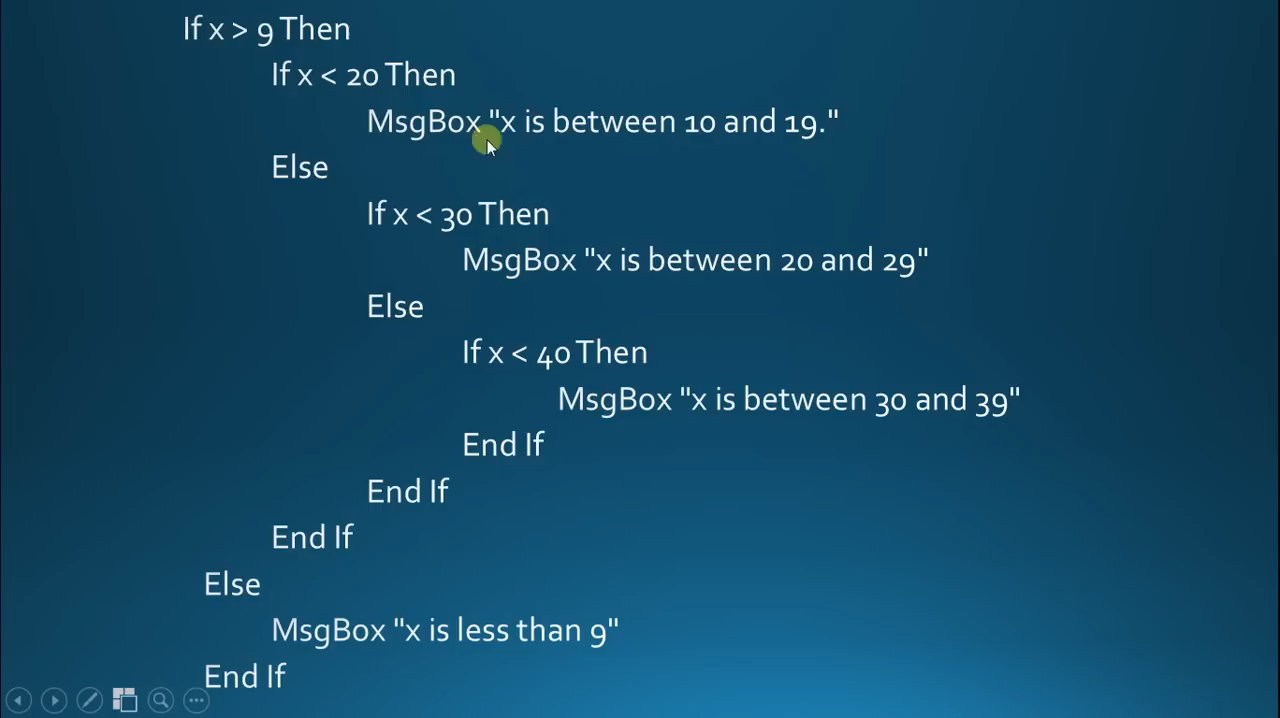 If x > 9 Then
If x < 20 Then
MsgBox "x is between 10 and 19."
Else
If x < 30 Then
MsgBox "x is between 20 and 29"
Else
If x < 40 Then
MsgBox "x is between 30 and 39"
End If
End If
End If
Else
MsgBox "x is less than 9"
End If